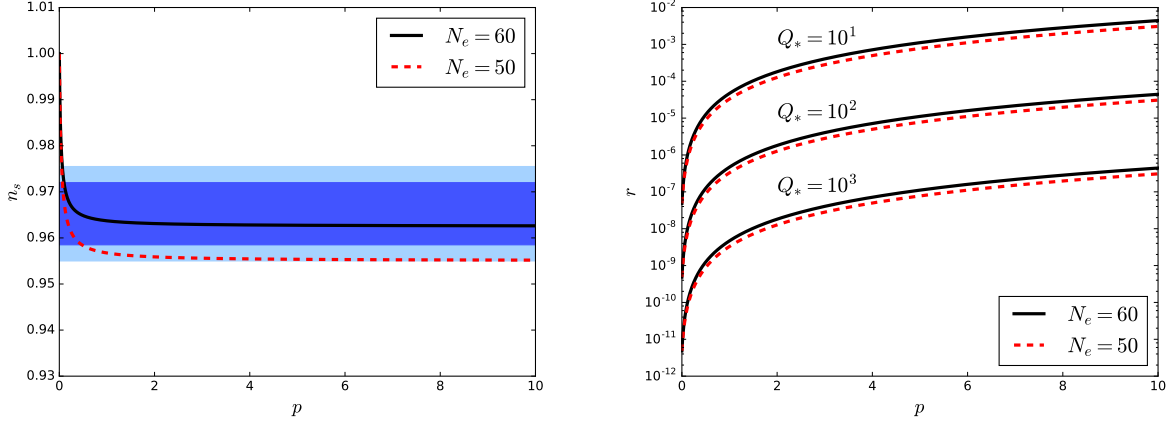 1.01
1.00
0.99
0.98
0.97
0.96
0.95
0.94
0.93
n_s
0 2 4 6 8 10
p
N_e = 60
N_e = 50
10^{-2}
10^{-3}
10^{-4}
10^{-5}
10^{-6}
10^{-7}
10^{-8}
10^{-9}
10^{-10}
10^{-11}
10^{-12}
r
Q_* = 10^1
Q_* = 10^2
Q_* = 10^3
N_e = 60
N_e = 50
0 2 4 6 8 10
p